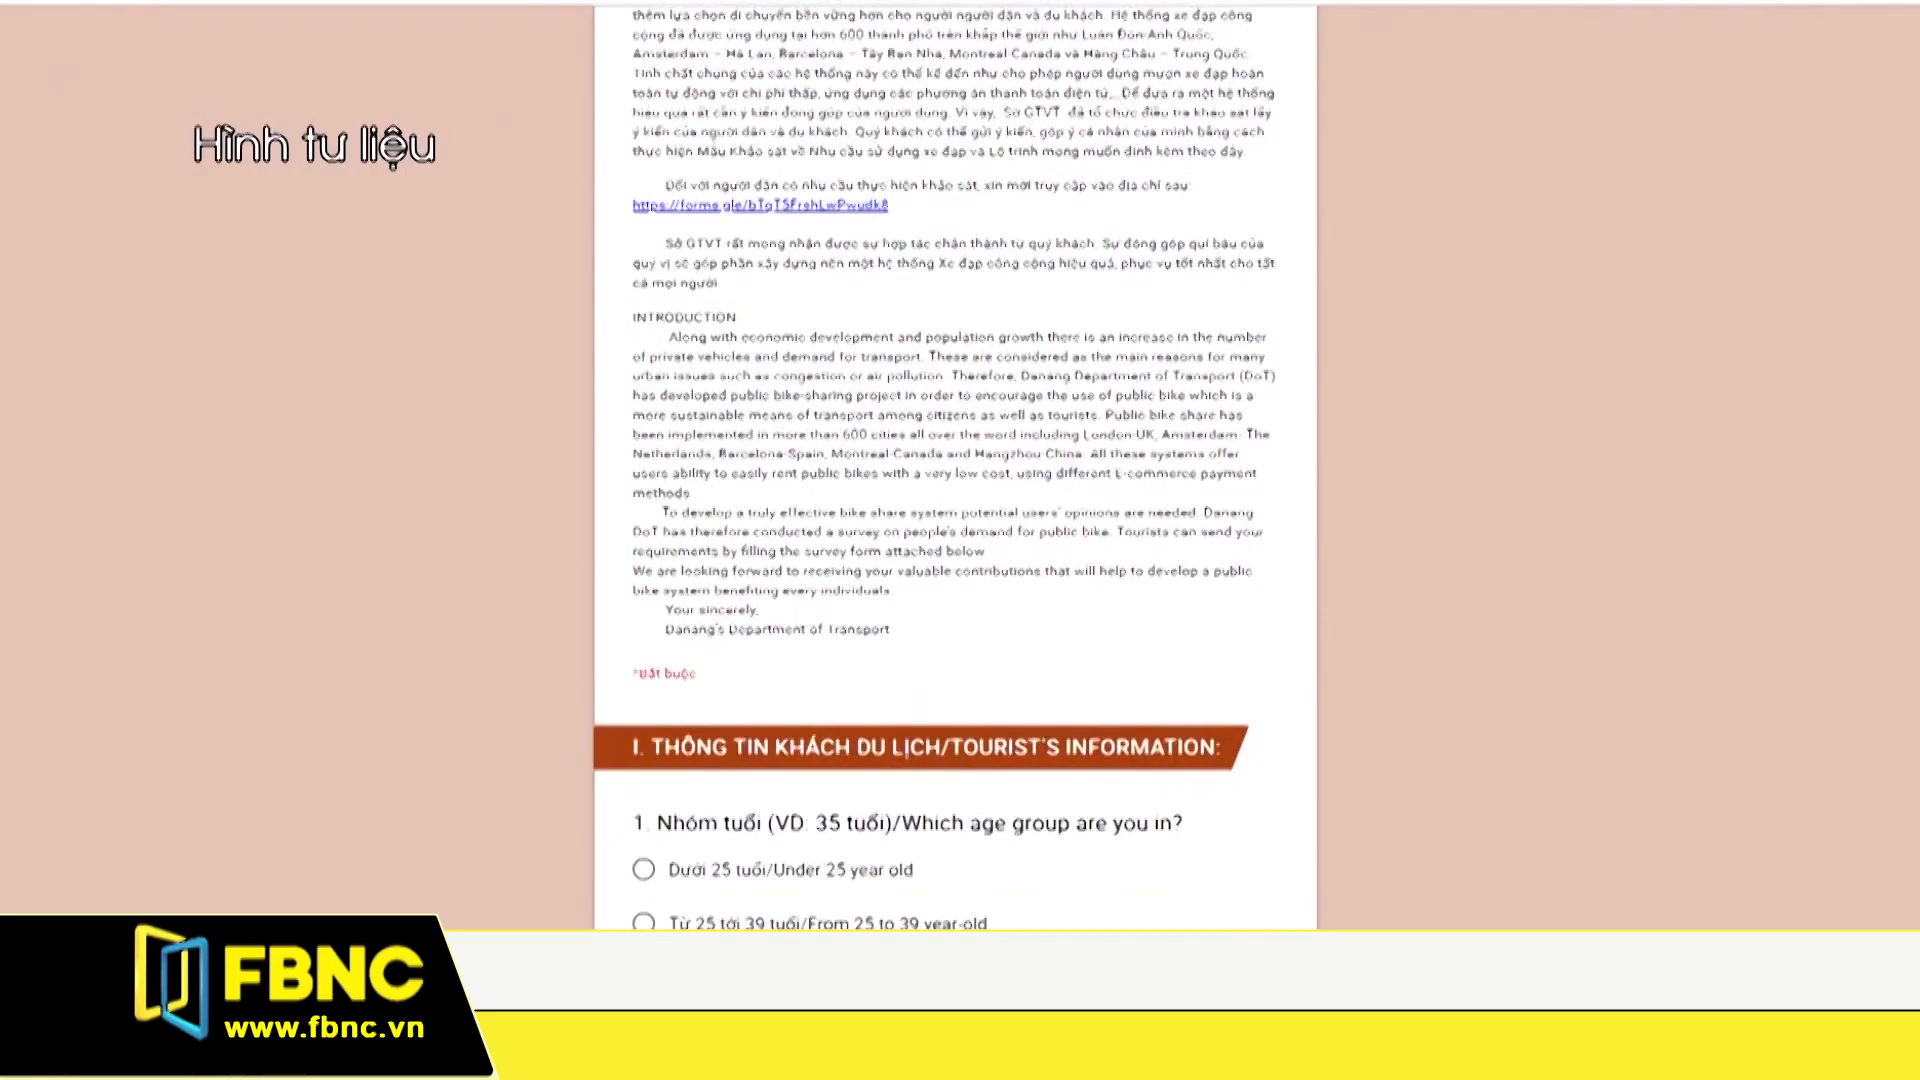 thêm lựa chọn di chuyển bền vững hơn cho người người dân và du khách. Hệ thống xe đạp công
cộng đã được ứng dụng tại hơn 600 thành phố trên khắp thế giới như Luân Đôn-Anh Quốc,
Amsterdam – Hà Lan, Barcelona – Tây Ban Nha, Montreal-Canada và Hàng Châu – Trung Quốc.
Tính chất chung của các hệ thống này có thể kể đến như cho phép người dùng mượn xe đạp hoàn
toàn tự động với chi phí thấp, ứng dụng các phương án thanh toán điện tử,... Để đưa ra một hệ thống
hiệu quả rất cần ý kiến đóng góp của người dùng. Vì vậy, Sở GTVT đã tổ chức điều tra khảo sát lấy
ý kiến của người dân và du khách. Quý khách có thể gửi ý kiến, góp ý cá nhân của mình bằng cách
thực hiện Mẫu Khảo sát về Nhu cầu sử dụng xe đạp và Lộ trình mong muốn đính kèm theo đây.
Đối với người dân có nhu cầu thực hiện khảo sát, xin mời truy cập vào địa chỉ sau:
https://forms.gle/bTgT5FrshLwPwudk8
Sở GTVT rất mong nhận được sự hợp tác chân thành từ quý khách. Sự đóng góp quí báu của
quý vị sẽ góp phần xây dựng nên một hệ thống Xe đạp công cộng hiệu quả, phục vụ tốt nhất cho tất
cả mọi người.
Hình tư liệu
INTRODUCTION
Along with economic development and population growth there is an increase in the number
of private vehicles and demand for transport. These are considered as the main reasons for many
urban issues such as congestion or air pollution. Therefore, Danang Department of Transport (DoT)
has developed public bike-sharing project in order to encourage the use of public bike which is a
more sustainable means of transport among citizens as well as tourists. Public bike share has
been implemented in more than 600 cities all over the word including London-UK, Amsterdam- The
Netherlands, Barcelona-Spain, Montreal-Canada and Hangzhou-China. All these systems offer
users ability to easily rent public bikes with a very low cost, using different E-commerce payment
methods.
To develop a truly effective bike share system potential users' opinions are needed. Danang
DoT has therefore conducted a survey on people's demand for public bike. Tourists can send your
requirements by filling the survey form attached below.
We are looking forward to receiving your valuable contributions that will help to develop a public
bike system benefiting every individuals.
Your sincerely,
Danang's Department of Transport
*Bắt buộc
I. THÔNG TIN KHÁCH DU LỊCH/TOURIST'S INFORMATION:
1. Nhóm tuổi (VD: 35 tuổi)/Which age group are you in?
Dưới 25 tuổi/Under 25 year old
Từ 25 tới 39 tuổi/From 25 to 39 year-old
FBNC
www.fbnc.vn